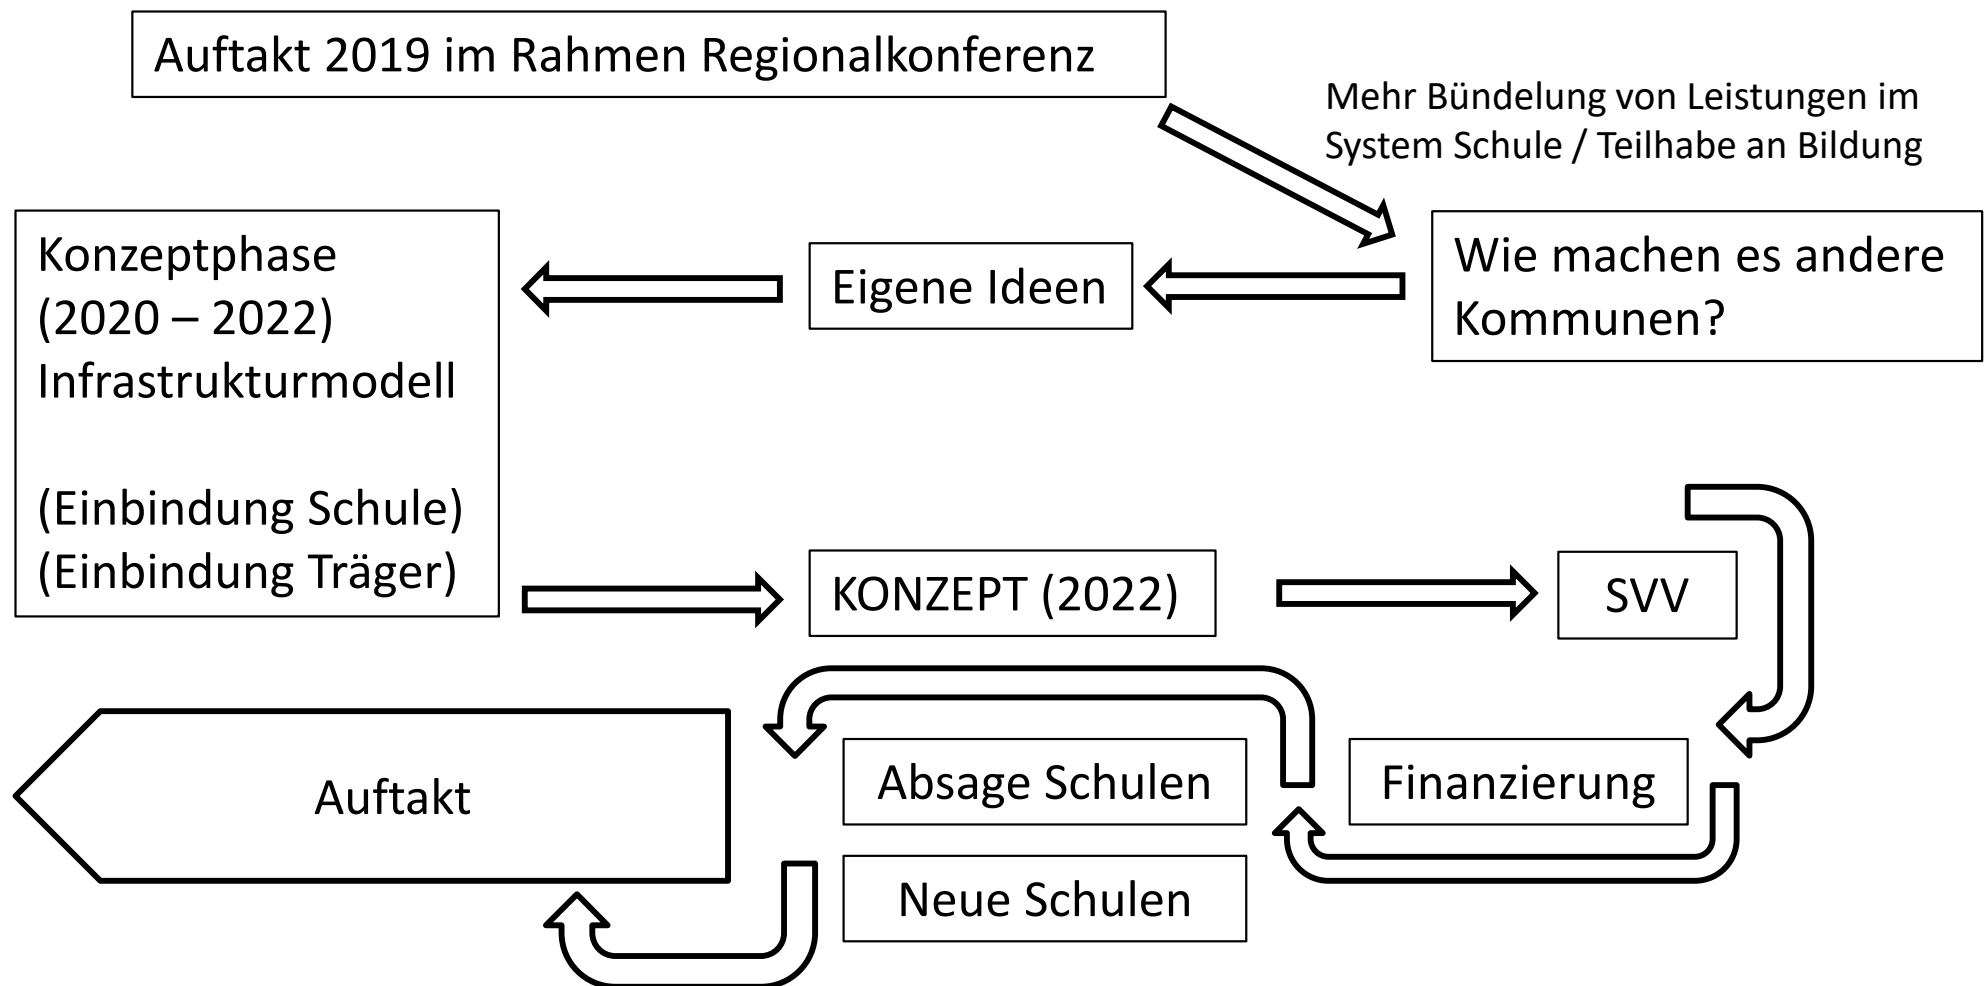 Auftakt 2019 im Rahmen Regionalkonferenz
Mehr Bündelung von Leistungen im
System Schule / Teilhabe an Bildung
Wie machen es andere
Kommunen?
Eigene Ideen
Konzeptphase
(2020 – 2022)
Infrastrukturmodell
(Einbindung Schule)
(Einbindung Träger)
KONZEPT (2022)
SVV
Finanzierung
Absage Schulen
Neue Schulen
Auftakt